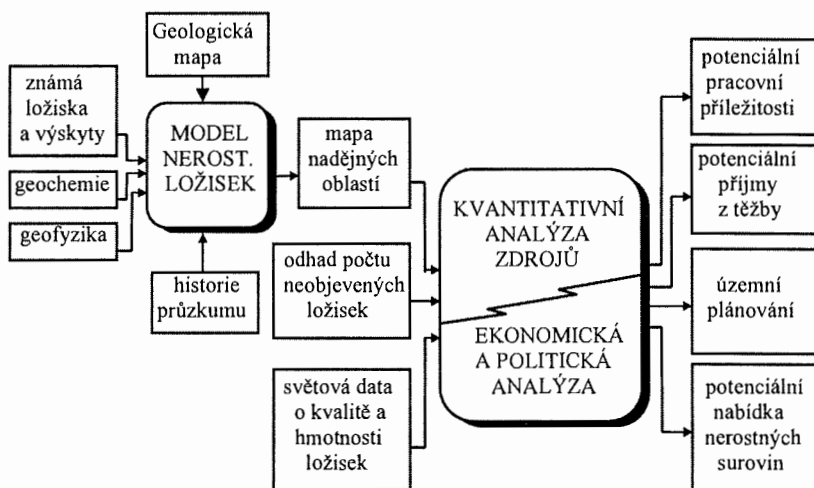 Geologická
mapa
známá
ložiska
a výskyty
geochemie
geofyzika
MODEL
NEROST.
LOŽISEK
historie
průzkumu
mapa
nadějných
oblastí
odhad počtu
neobjevených
ložisek
světová data
o kvalitě a
hmotnosti
ložisek
KVANTITATIVNÍ
ANALÝZA
ZDROJŮ
EKONOMICKÁ
A POLITICKÁ
ANALÝZA
potenciální
pracovní
příležitosti
potenciální
příjmy
z těžby
územní
plánování
potenciální
nabídka
nerostných
surovin